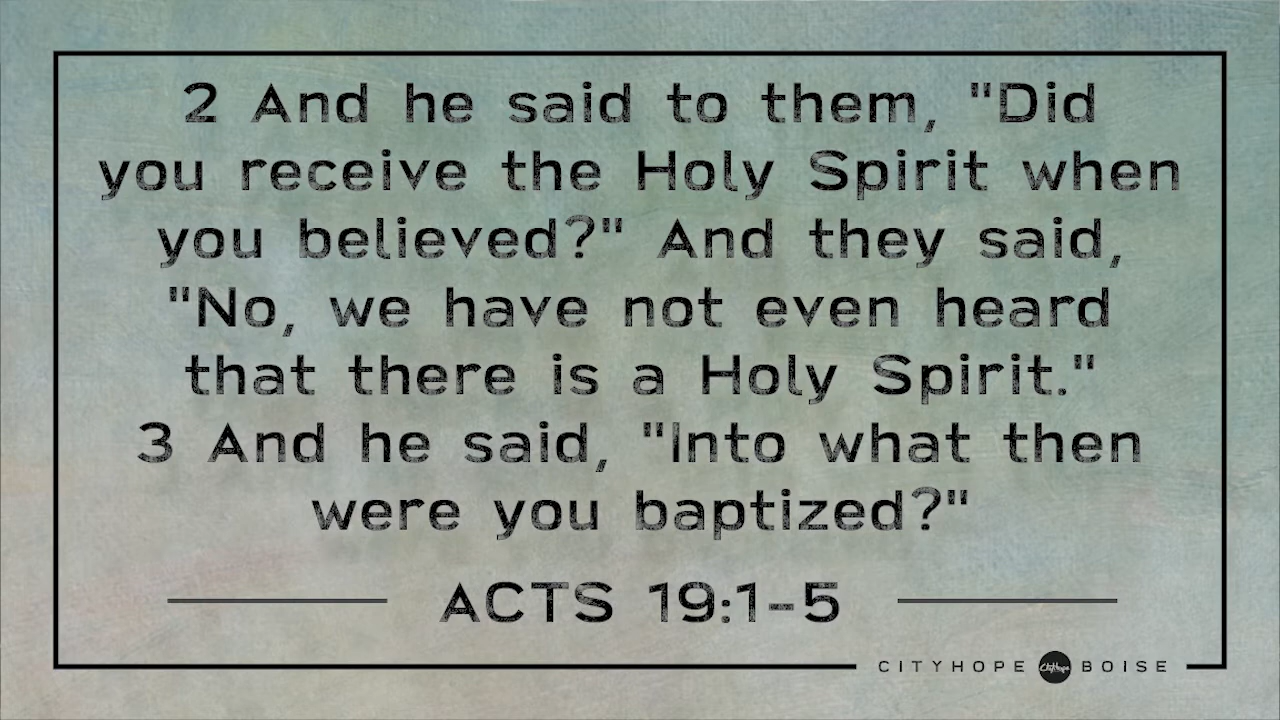 2 And he said to them, "Did
you receive the Holy Spirit when
you believed?" And they said,
"No, we have not even heard
that there is a Holy Spirit."
3 And he said, "Into what then
were you baptized?"
ACTS 19:1-5
CITYHOPE CityHope BOISE